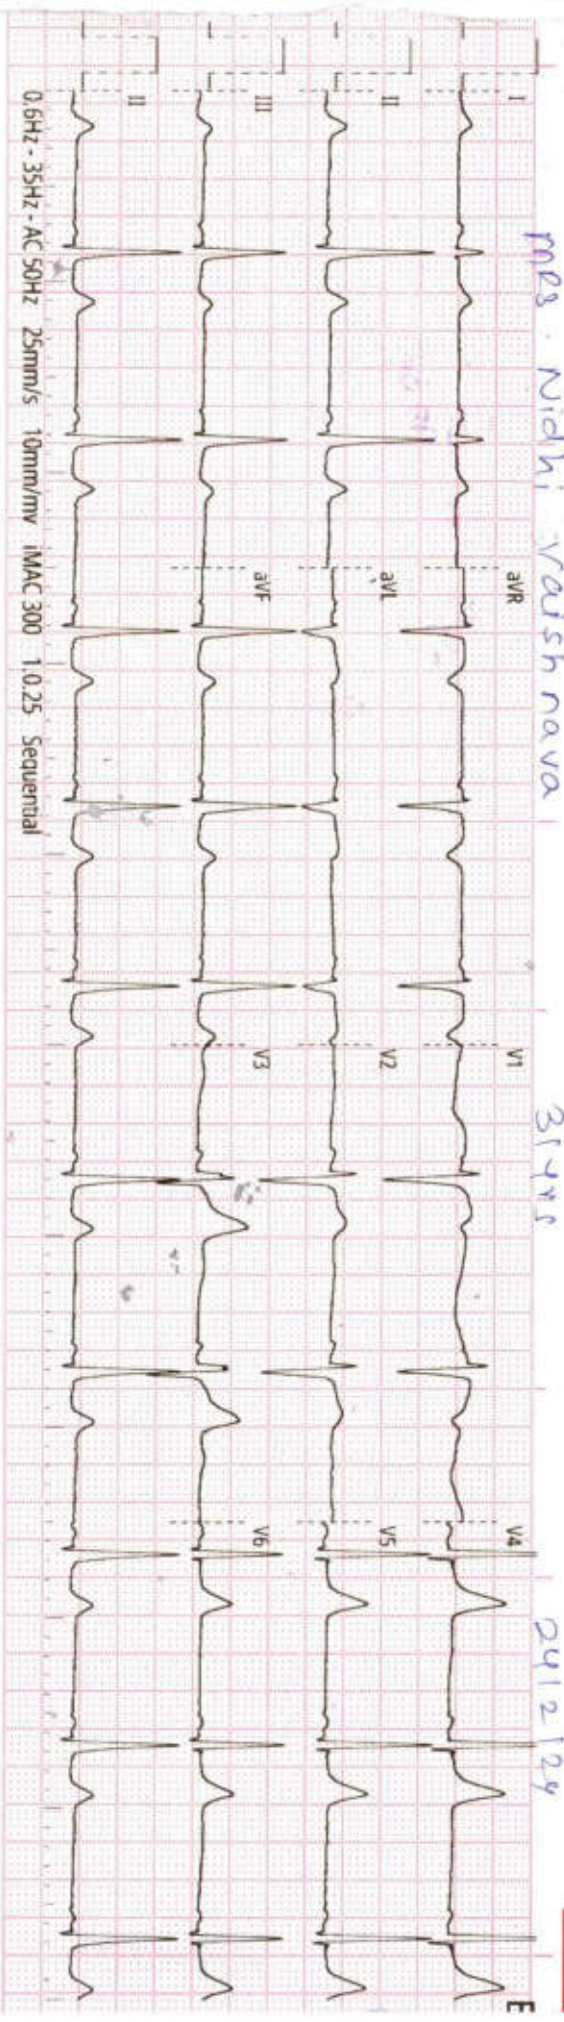 Mrs. Nidhi Vaishnava 31 yrs 24/2/24
I aVR V1 V4
II aVL V2 V5
III aVF V3 V6
II
0.6Hz - 35Hz - AC 50Hz 25mm/s 10mm/mv iMAC 300 1.0.25 Sequential
E